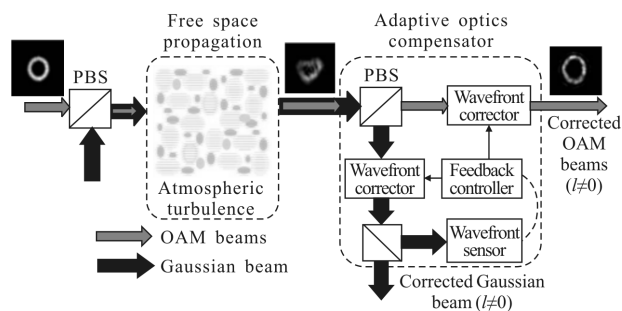 Free space
propagation
Adaptive optics
compensator
PBS
PBS
Wavefront
corrector
Corrected
OAM
beams
(l≠0)
Wavefront
corrector
Feedback
controller
Atmospheric
turbulence
Wavefront
sensor
OAM beams
Gaussian beam
Corrected Gaussian
beam (l≠0)